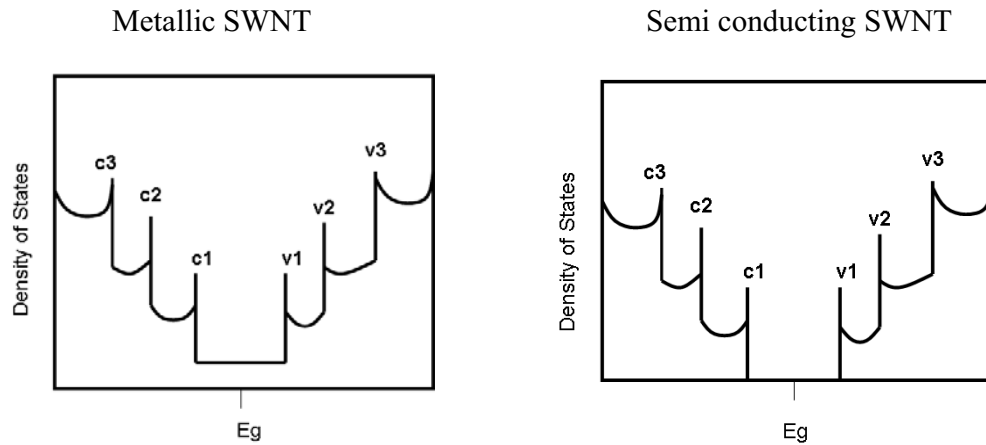 Metallic SWNT
Semi conducting SWNT
Density of States
c3
c2
c1
v1
v2
v3
Eg
Density of States
c3
c2
c1
v1
v2
v3
Eg